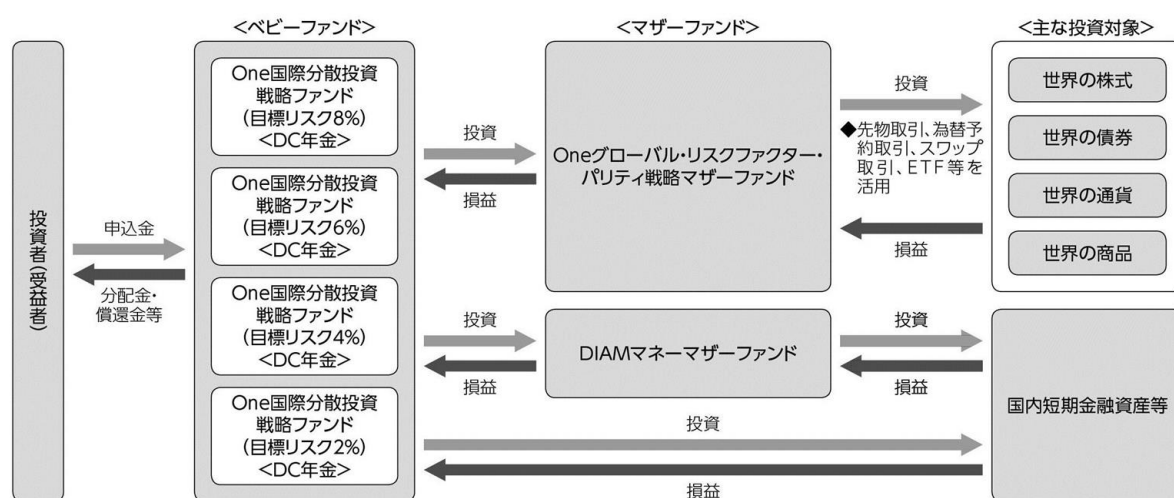 <ベビーファンド>
<マザーファンド>
<主な投資対象>
投資者(受益者)
申込金
分配金・
償還金等
One国際分散投資
戦略ファンド
(目標リスク8%)
<DC年金>
One国際分散投資
戦略ファンド
(目標リスク6%)
<DC年金>
One国際分散投資
戦略ファンド
(目標リスク4%)
<DC年金>
One国際分散投資
戦略ファンド
(目標リスク2%)
<DC年金>
投資
損益
Oneグローバル・リスクファクター・
パリティ戦略マザーファンド
投資
◆先物取引、為替予
約取引、スワップ
取引、ETF等を
活用
損益
世界の株式
世界の債券
世界の通貨
世界の商品
投資
損益
DIAMマネーマザーファンド
投資
損益
国内短期金融資産等
投資
損益